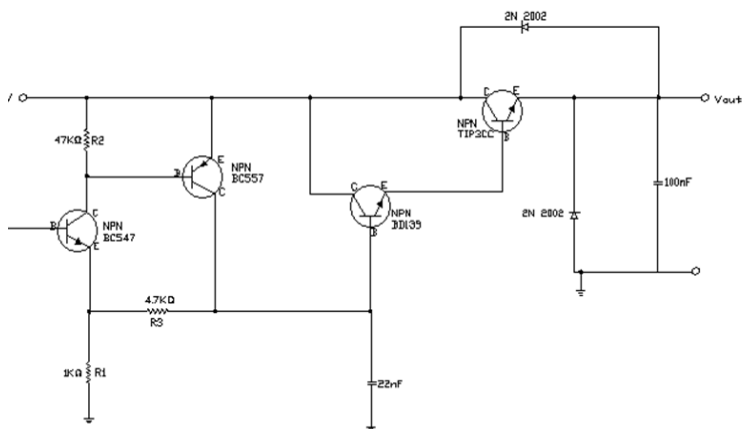 2N 2002
C E
Vout
NPN
TIP3CC
B
47KΩ R2
E
B
NPN
BC557
C
C E
NPN
BD139
B
100nF
2N 2002
C
B
NPN
BC547
E
4.7KΩ
R3
1KΩ R1
22nF